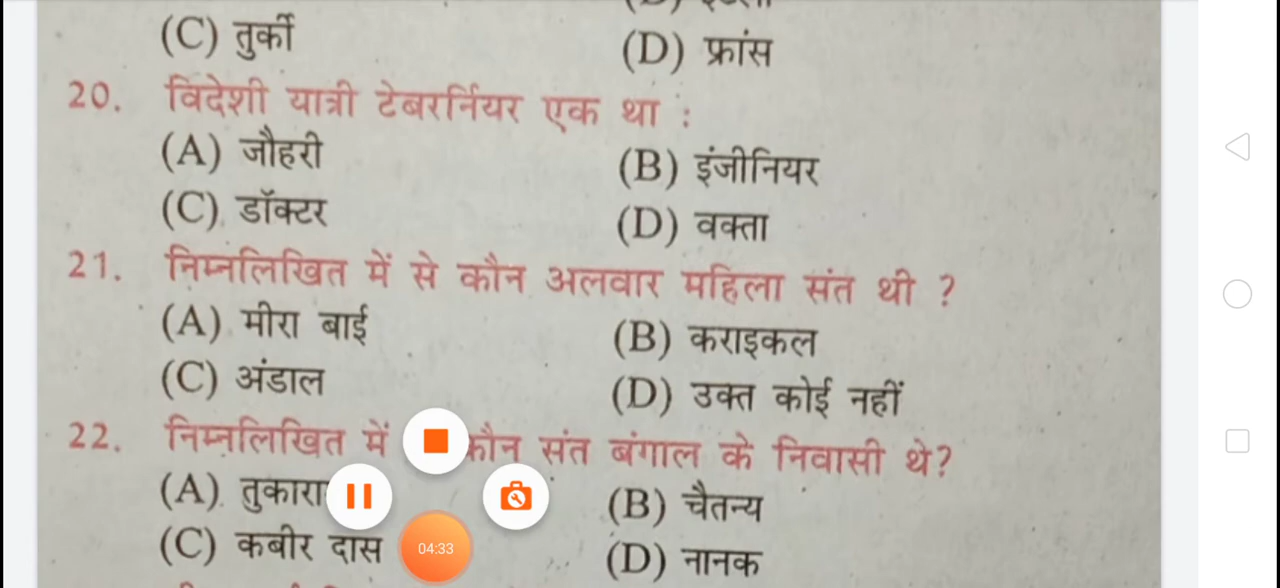 (C) तुर्की
(D) फ्रांस
20. विदेशी यात्री टेबरर्नियर एक था :
(A) जौहरी (B) इंजीनियर
(C) डॉक्टर (D) वक्ता
21. निम्नलिखित में से कौन अलवार महिला संत थी ?
(A) मीरा बाई (B) कराइकल
(C) अंडाल (D) उक्त कोई नहीं
22. निम्नलिखित में कौन संत बंगाल के निवासी थे?
(A) (B) चैतन्य
(C) कबीर दास (D) नानक
04:33